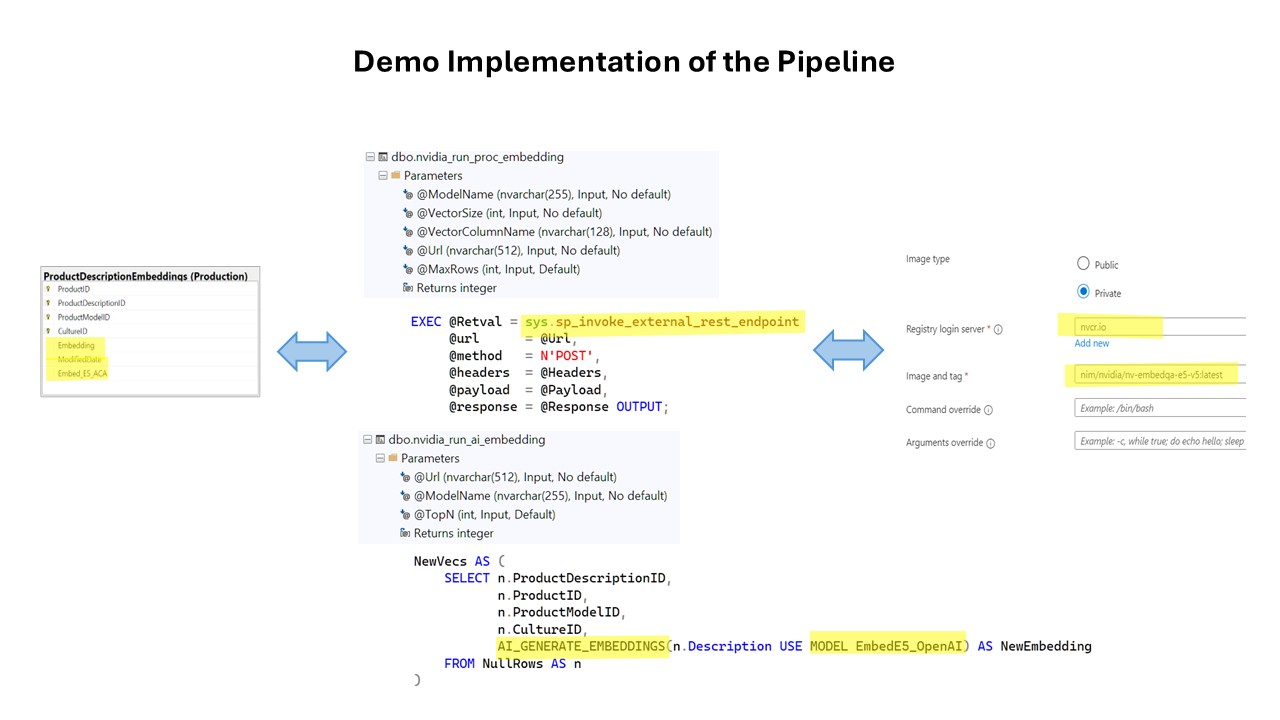 Demo Implementation of the Pipeline
ProductDescriptionEmbeddings (Production)
ProductID
ProductDescriptionID
ProductModelID
CultureID
Embedding
ModifiedDate
Embed_E5_ACA
dbo.nvidia_run_proc_embedding
Parameters
@ModelName (nvarchar(255), Input, No default)
@VectorSize (int, Input, No default)
@VectorColumnName (nvarchar(128), Input, No default)
@Url (nvarchar(512), Input, No default)
@MaxRows (int, Input, Default)
Returns integer
EXEC @Retval = sys.sp_invoke_external_rest_endpoint
@url = @Url,
@method = N'POST',
@headers = @Headers,
@payload = @Payload,
@response = @Response OUTPUT;
dbo.nvidia_run_ai_embedding
Parameters
@Url (nvarchar(512), Input, No default)
@ModelName (nvarchar(255), Input, No default)
@TopN (int, Input, Default)
Returns integer
NewVecs AS (
SELECT n.ProductDescriptionID,
n.ProductID,
n.ProductModelID,
n.CultureID,
AI_GENERATE_EMBEDDINGS(n.Description USE MODEL EmbedE5_OpenAI) AS NewEmbedding
FROM NullRows AS n
)
Image type
Public
Private
Registry login server *
nvcr.io
Add new
Image and tag *
nim/nvidia/nv-embedqa-e5-v5:latest
Command override
Example: /bin/bash
Arguments override
Example: -c, while true; do echo hello; sleep